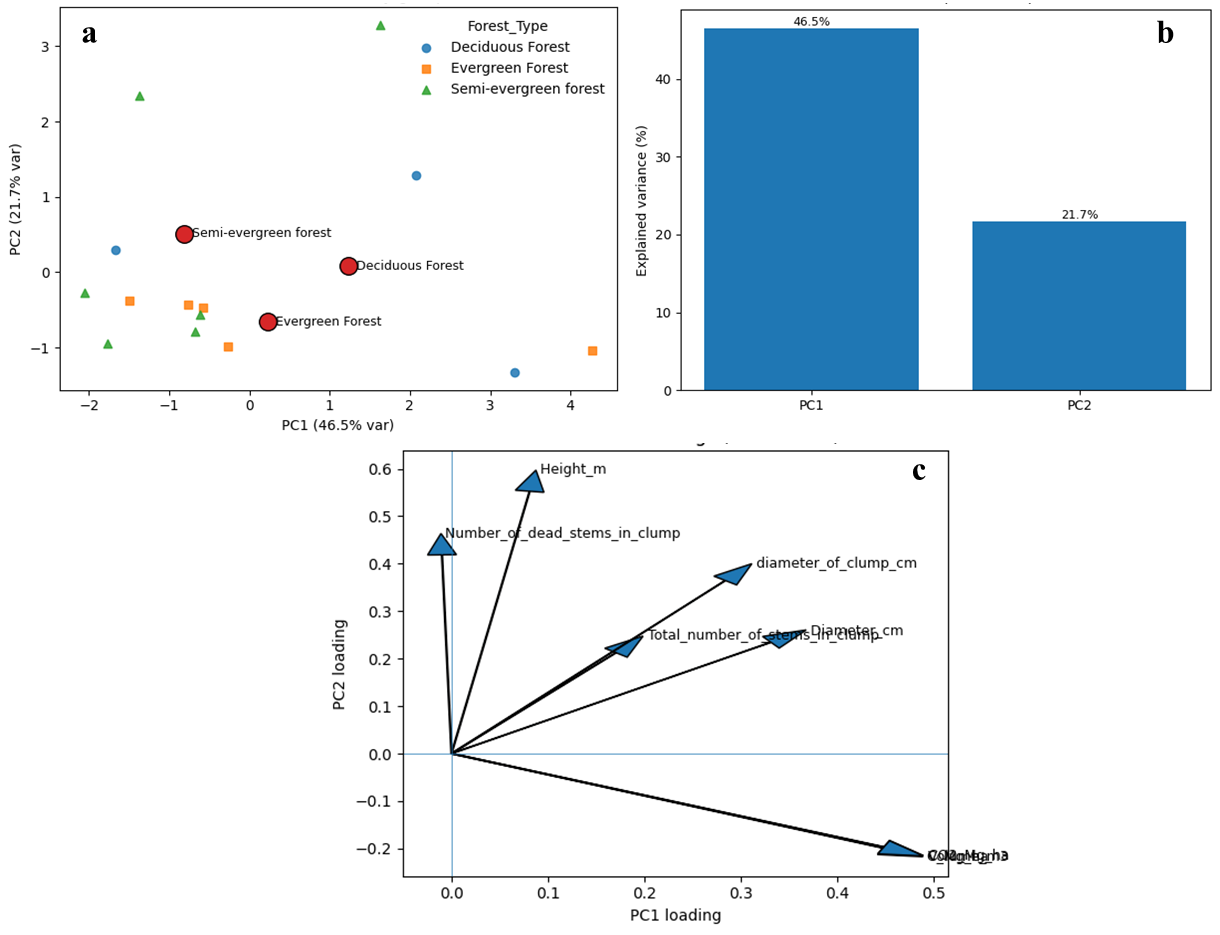 a
Forest_Type
Deciduous Forest
Evergreen Forest
Semi-evergreen forest
3
2
1
0
−1
PC2 (21.7% var)
Semi-evergreen forest
Deciduous Forest
Evergreen Forest
−2 −1 0 1 2 3 4
PC1 (46.5% var)
b
46.5%
21.7%
40
30
20
10
0
Explained variance (%)
PC1 PC2
c
0.6
0.5
0.4
0.3
0.2
0.1
0.0
−0.1
−0.2
PC2 loading
Height_m
Number_of_dead_stems_in_clump
diameter_of_clump_cm
Diameter_cm
Total_number_of_stems_in_clump
0.0 0.1 0.2 0.3 0.4 0.5
PC1 loading